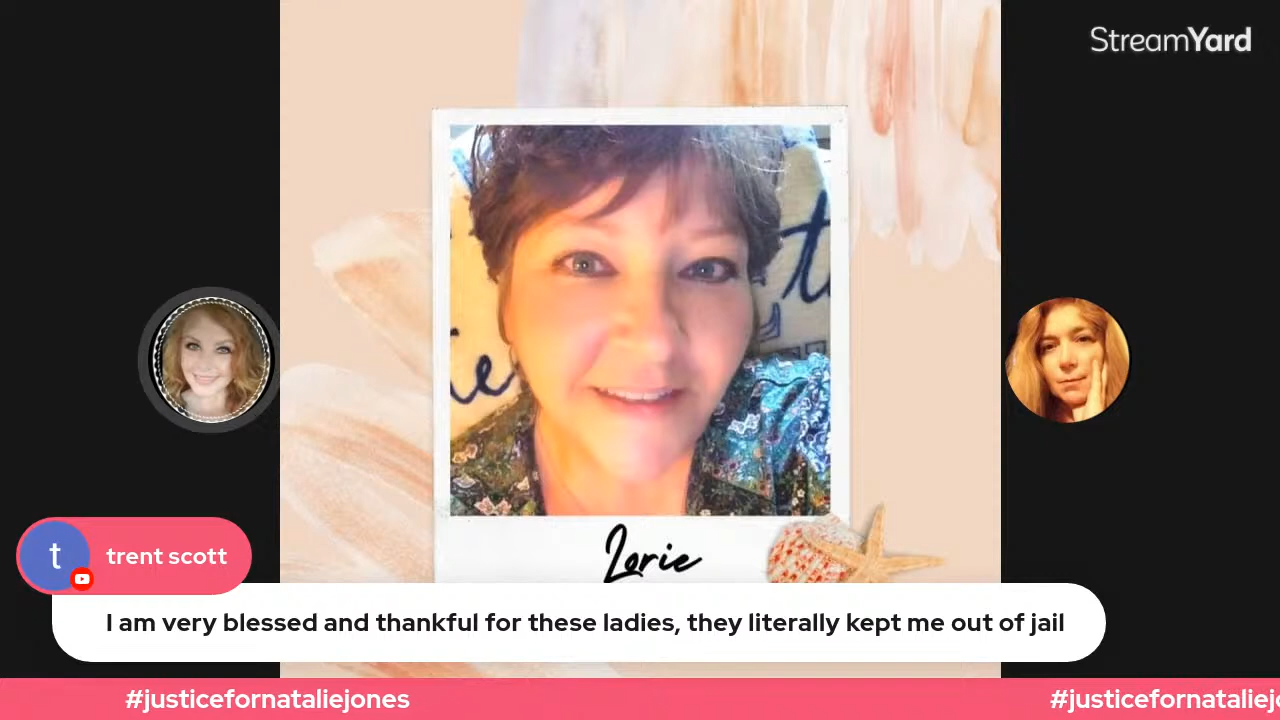 StreamYard
Lorie
t
trent scott
I am very blessed and thankful for these ladies, they literally kept me out of jail
#justicefornataliejones
#justicefornataliej